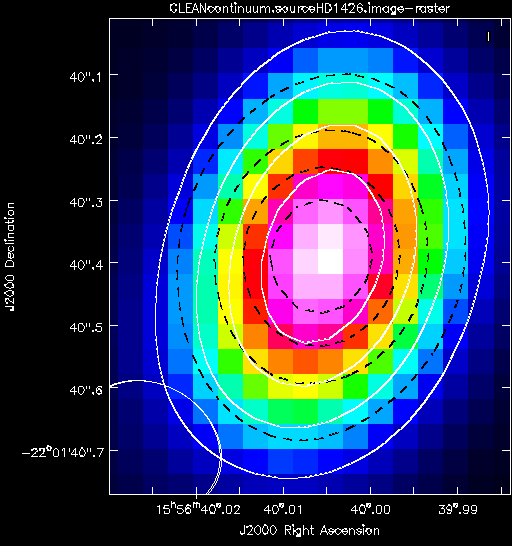 CLEANcontinuum.sourceHD1426.image-raster
40".1
40".2
40".3
40".4
40".5
40".6
-22°01'40".7
15ʰ56ᵐ40ˢ.02
40ˢ.01
40ˢ.00
39ˢ.99
J2000 Declination
J2000 Right Ascension